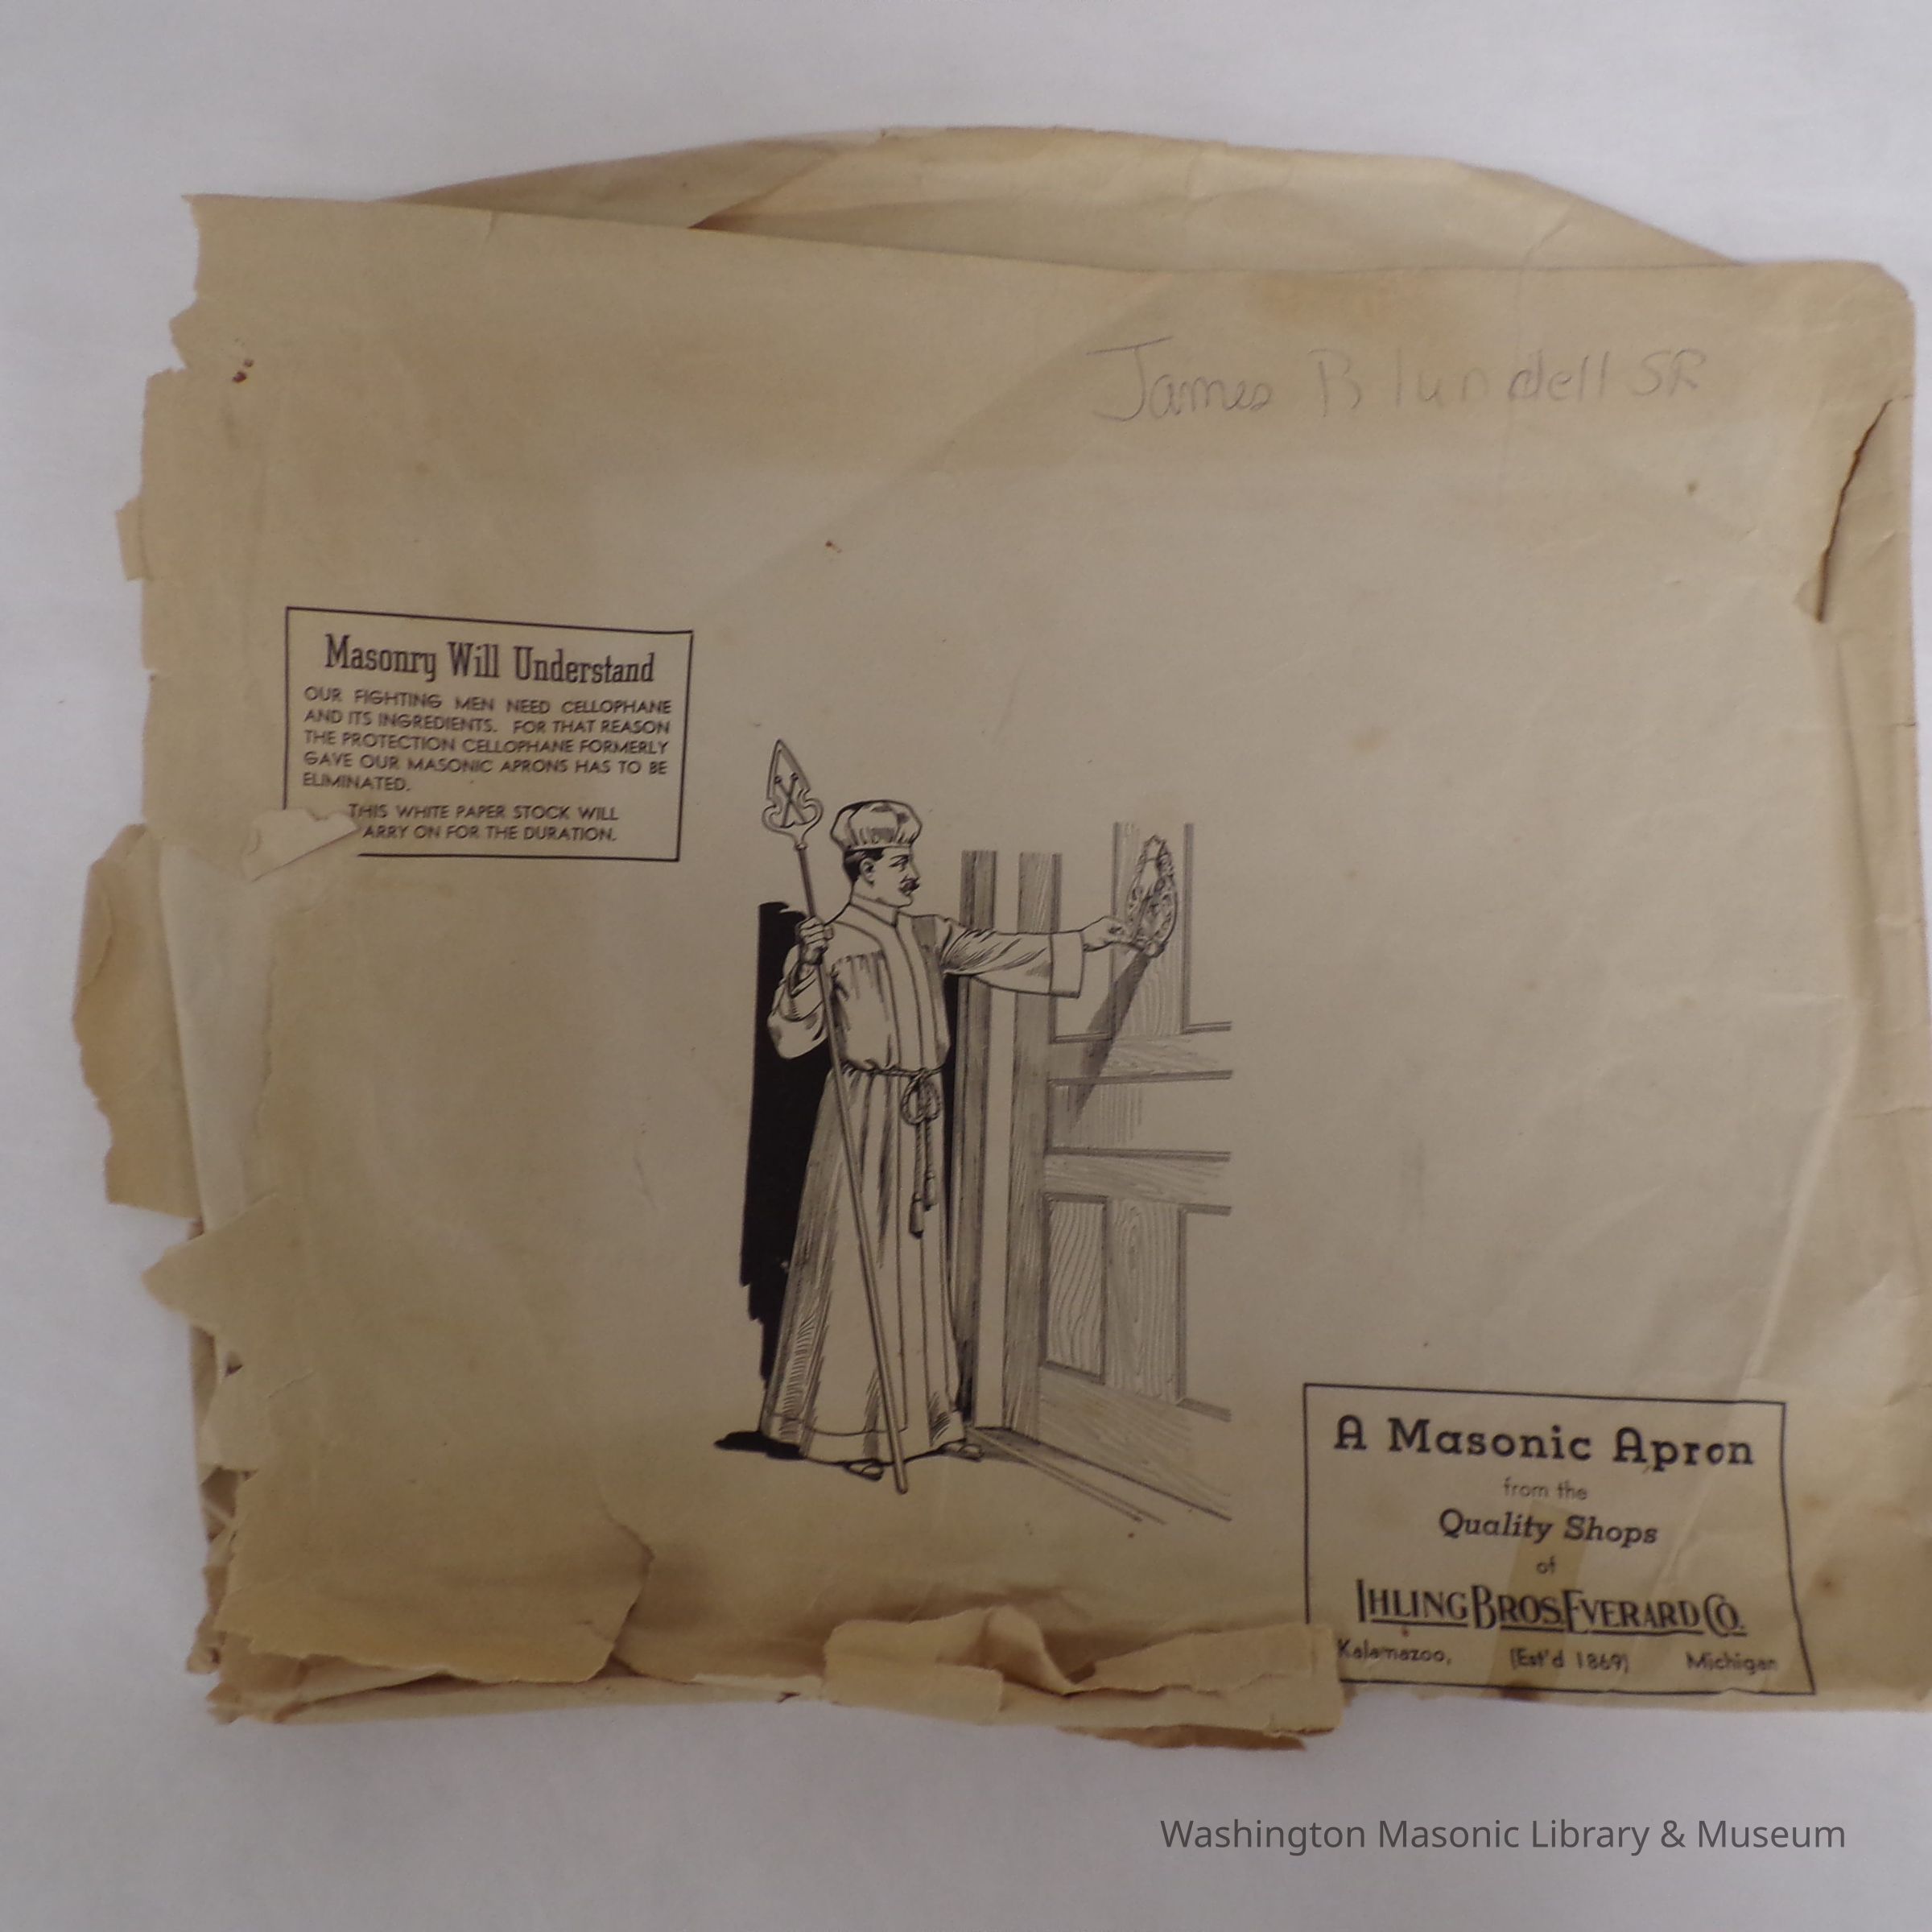 James Blundell SR
Masonry Will Understand
OUR FIGHTING MEN NEED CELLOPHANE
AND ITS INGREDIENTS. FOR THAT REASON
THE PROTECTION CELLOPHANE FORMERLY
GAVE OUR MASONIC APRONS HAS TO BE
ELIMINATED.
THIS WHITE PAPER STOCK WILL
ARRY ON FOR THE DURATION.
A Masonic Apron
from the
Quality Shops
of
IHLING BROS. EVERARD CO.
Kalamazoo, (Est'd 1869) Michigan
Washington Masonic Library & Museum